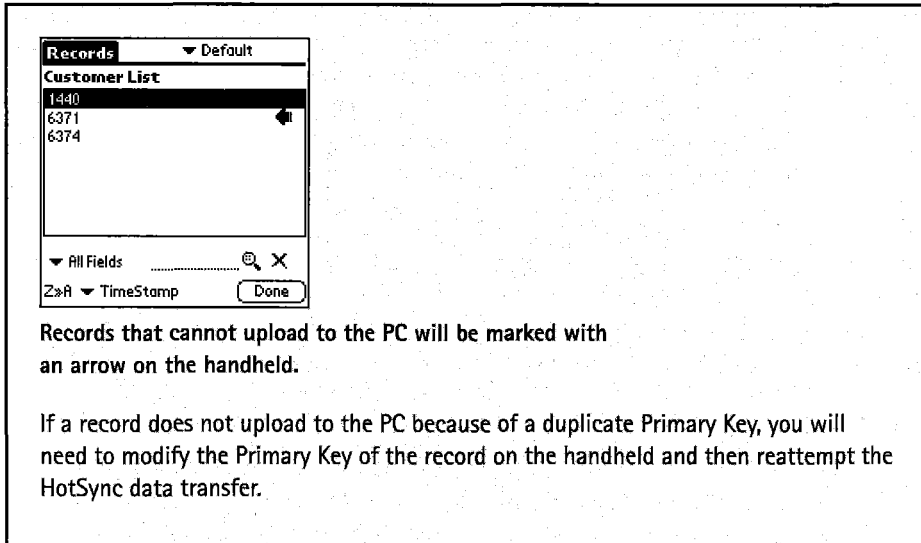 Records ▼ Default
Customer List
1440
6371
6374
▼ All Fields
Z»A ▼ TimeStamp Done
Records that cannot upload to the PC will be marked with
an arrow on the handheld.
If a record does not upload to the PC because of a duplicate Primary Key, you will
need to modify the Primary Key of the record on the handheld and then reattempt the
HotSync data transfer.